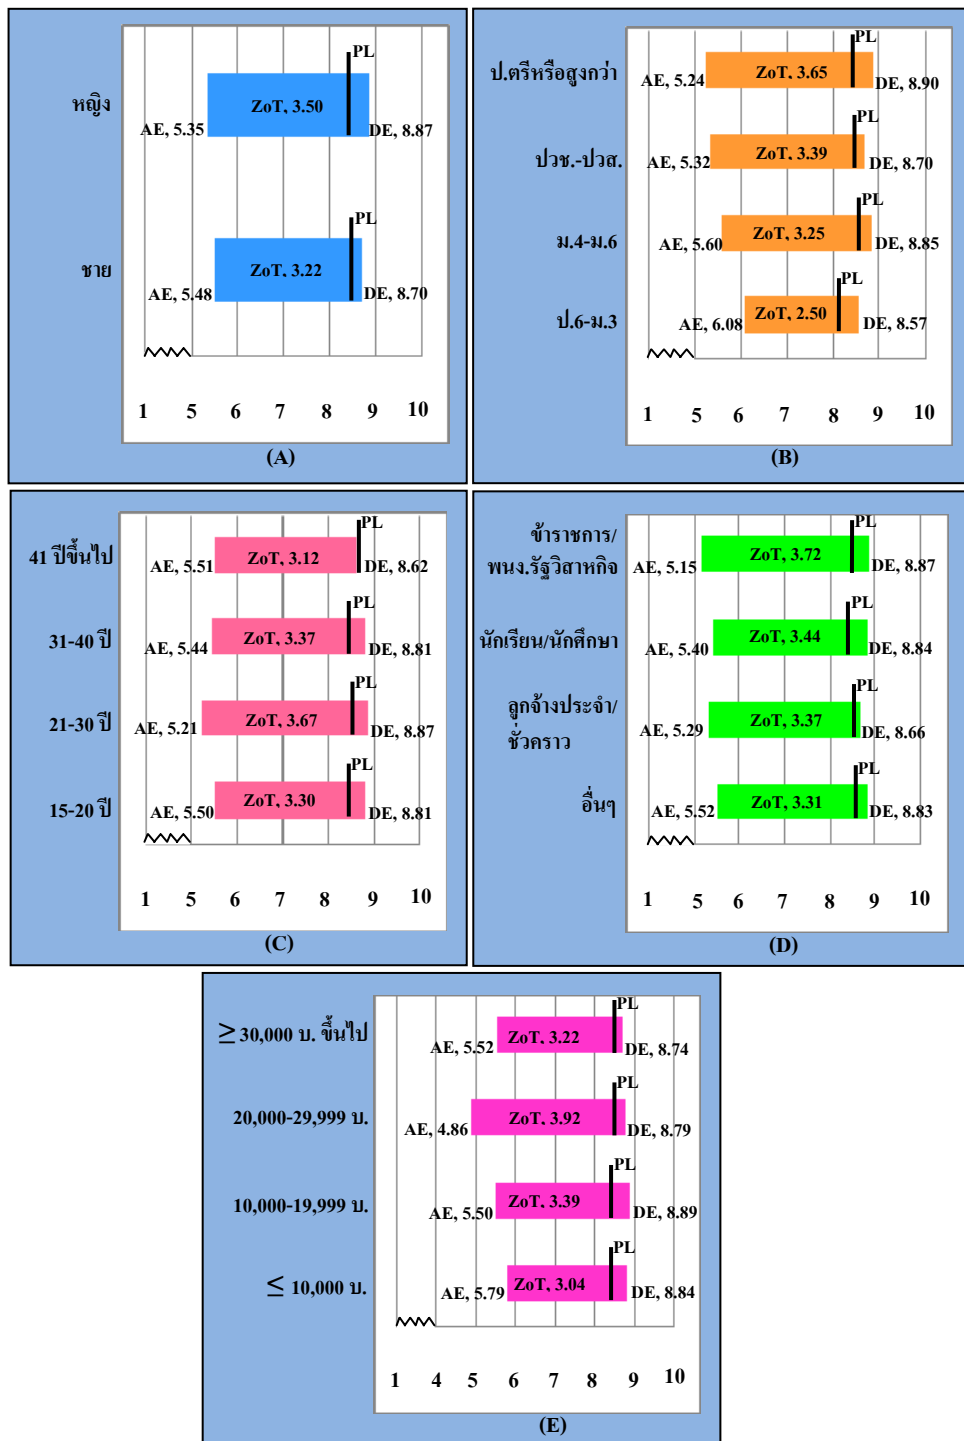 PL
หญิง
ZoT, 3.50
AE, 5.35
DE, 8.87
PL
ชาย
ZoT, 3.22
AE, 5.48
DE, 8.70
1 5 6 7 8 9 10
(A)
PL
ป.ตรีหรือสูงกว่า
ZoT, 3.65
AE, 5.24
DE, 8.90
PL
ปวช.-ปวส.
ZoT, 3.39
AE, 5.32
DE, 8.70
PL
ม.4-ม.6
ZoT, 3.25
AE, 5.60
DE, 8.85
PL
ป.6-ม.3
ZoT, 2.50
AE, 6.08
DE, 8.57
1 5 6 7 8 9 10
(B)
PL
41 ปีขึ้นไป
ZoT, 3.12
AE, 5.51
DE, 8.62
PL
31-40 ปี
ZoT, 3.37
AE, 5.44
DE, 8.81
PL
21-30 ปี
ZoT, 3.67
AE, 5.21
DE, 8.87
PL
15-20 ปี
ZoT, 3.30
AE, 5.50
DE, 8.81
1 5 6 7 8 9 10
(C)
PL
ข้าราชการ/
พนง.รัฐวิสาหกิจ
ZoT, 3.72
AE, 5.15
DE, 8.87
PL
นักเรียน/นักศึกษา
ZoT, 3.44
AE, 5.40
DE, 8.84
PL
ลูกจ้างประจำ/
ชั่วคราว
ZoT, 3.37
AE, 5.29
DE, 8.66
PL
อื่นๆ
ZoT, 3.31
AE, 5.52
DE, 8.83
1 5 6 7 8 9 10
(D)
PL
≥ 30,000 บ. ขึ้นไป
ZoT, 3.22
AE, 5.52
DE, 8.74
PL
20,000-29,999 บ.
ZoT, 3.92
AE, 4.86
DE, 8.79
PL
10,000-19,999 บ.
ZoT, 3.39
AE, 5.50
DE, 8.89
PL
≤ 10,000 บ.
ZoT, 3.04
AE, 5.79
DE, 8.84
1 4 5 6 7 8 9 10
(E)